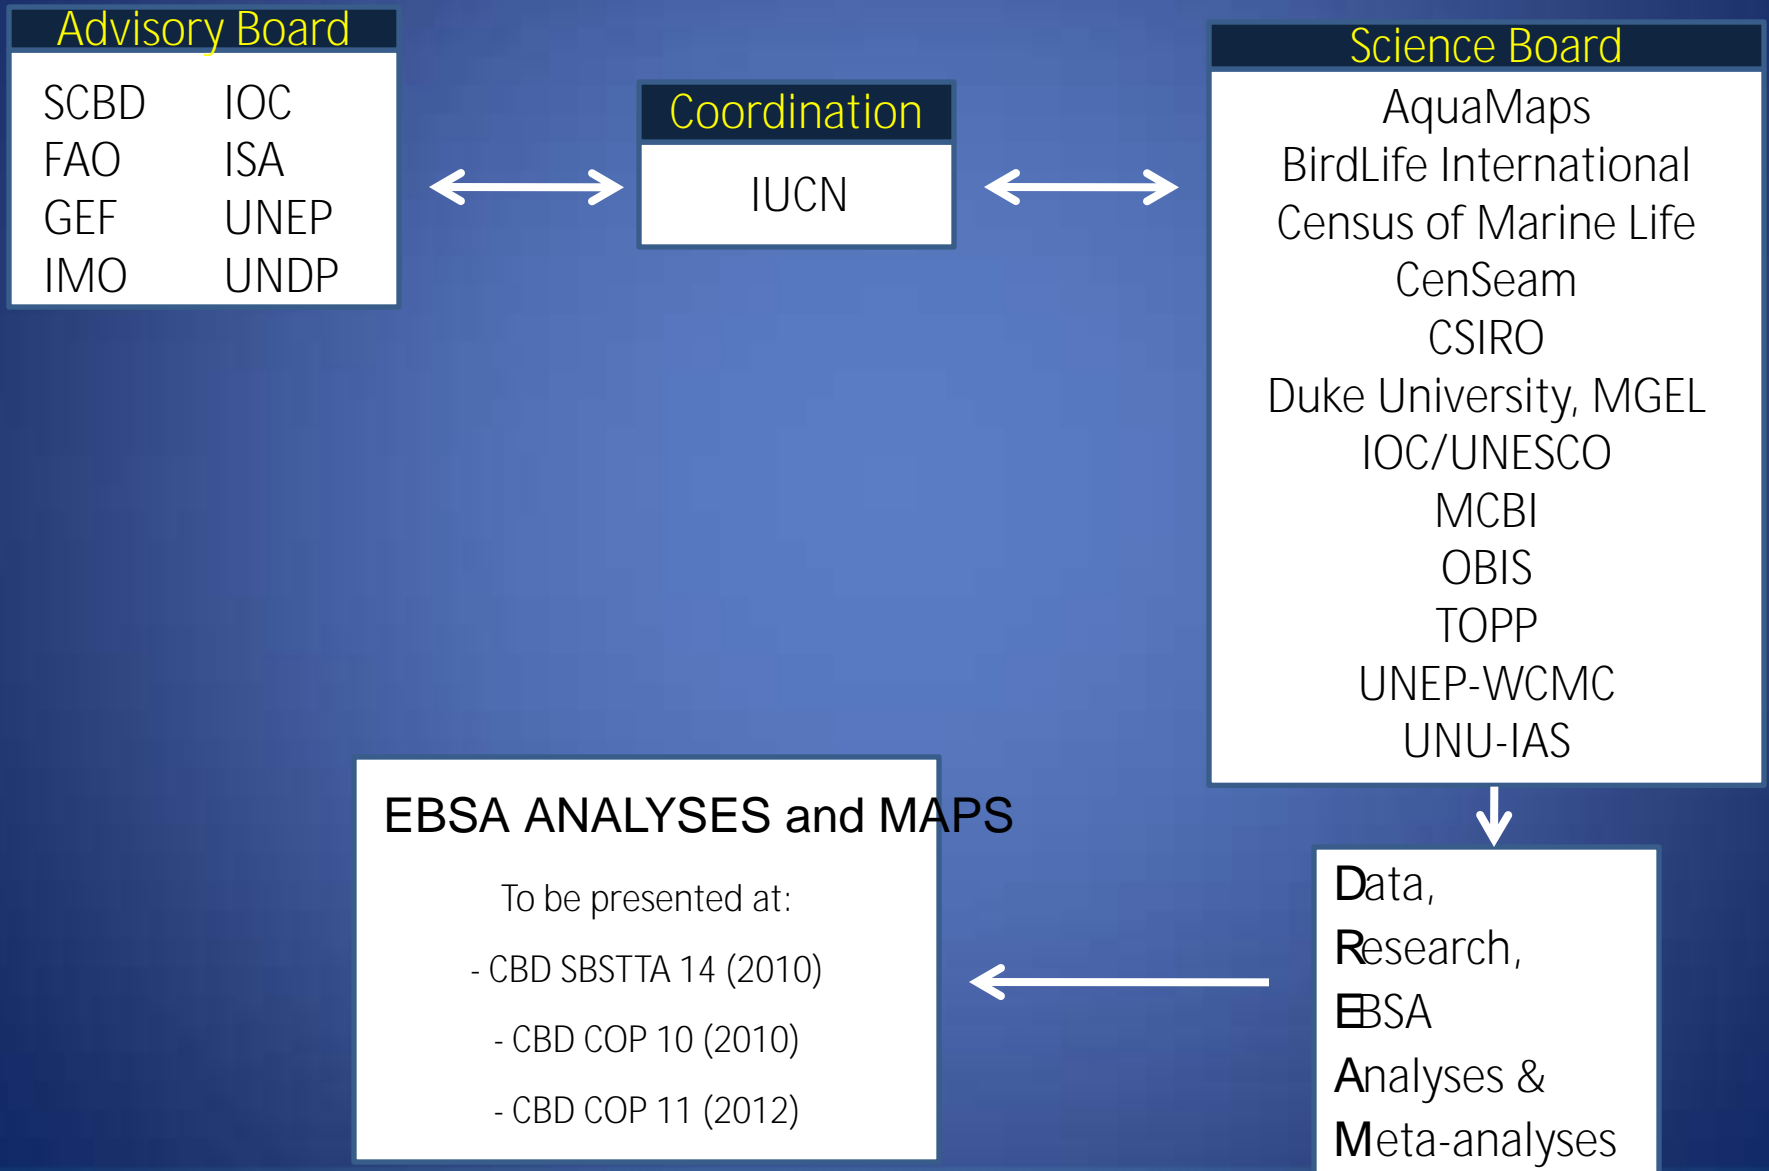 Advisory Board
SCBD IOC
FAO ISA
GEF UNEP
IMO UNDP
Coordination
IUCN
Science Board
AquaMaps
BirdLife International
Census of Marine Life
CenSeam
CSIRO
Duke University, MGEL
IOC/UNESCO
MCBI
OBIS
TOPP
UNEP-WCMC
UNU-IAS
Data,
Research,
EBSA
Analyses &
Meta-analyses
EBSA ANALYSES and MAPS
To be presented at:
- CBD SBSTTA 14 (2010)
- CBD COP 10 (2010)
- CBD COP 11 (2012)